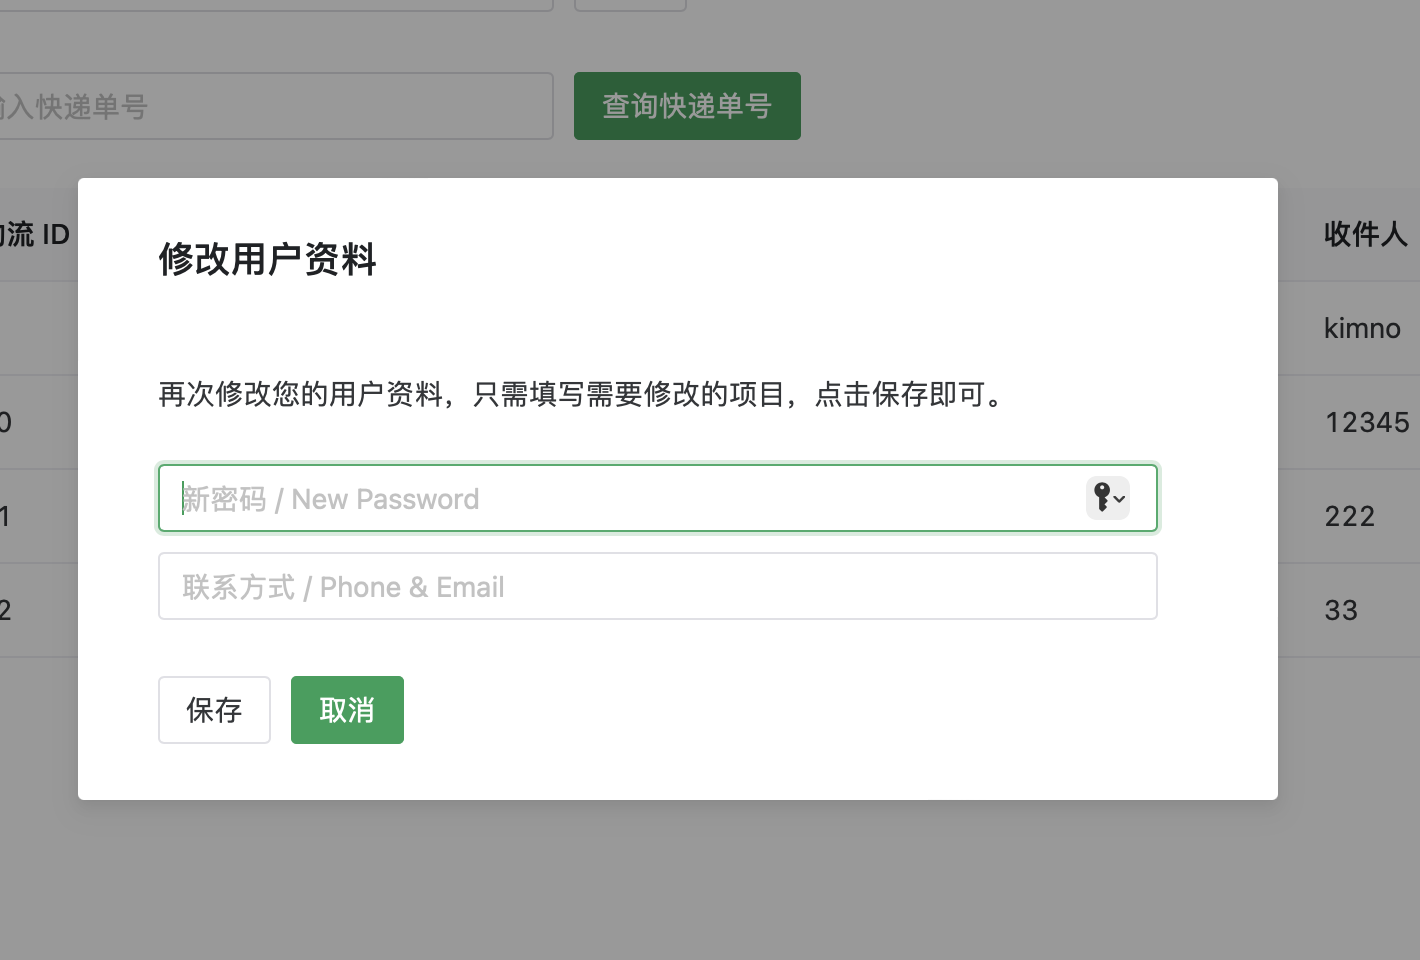 入快递单号
查询快递单号
流 ID
收件人
修改用户资料
kimno
再次修改您的用户资料，只需填写需要修改的项目，点击保存即可。
0
12345
新密码 / New Password
1
222
联系方式 / Phone & Email
2
33
保存
取消